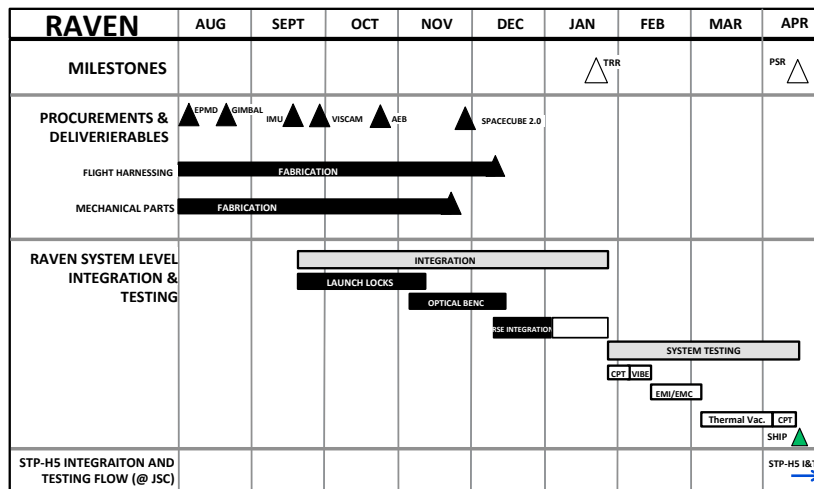 RAVEN AUG SEPT OCT NOV DEC JAN FEB MAR APR
MILESTONES
TRR
PSR
PROCUREMENTS &
DELIVERIERABLES
EPMD
GIMBAL
IMU
VISCAM
AEB
SPACECUBE 2.0
FLIGHT HARNESSING
FABRICATION
MECHANICAL PARTS
FABRICATION
RAVEN SYSTEM LEVEL
INTEGRATION &
TESTING
INTEGRATION
LAUNCH LOCKS
OPTICAL BENC
RSE INTEGRATION
SYSTEM TESTING
CPT VIBE
EMI/EMC
Thermal Vac. CPT
SHIP
STP-H5 INTEGRAITON AND
TESTING FLOW (@ JSC)
STP-H5 I&T